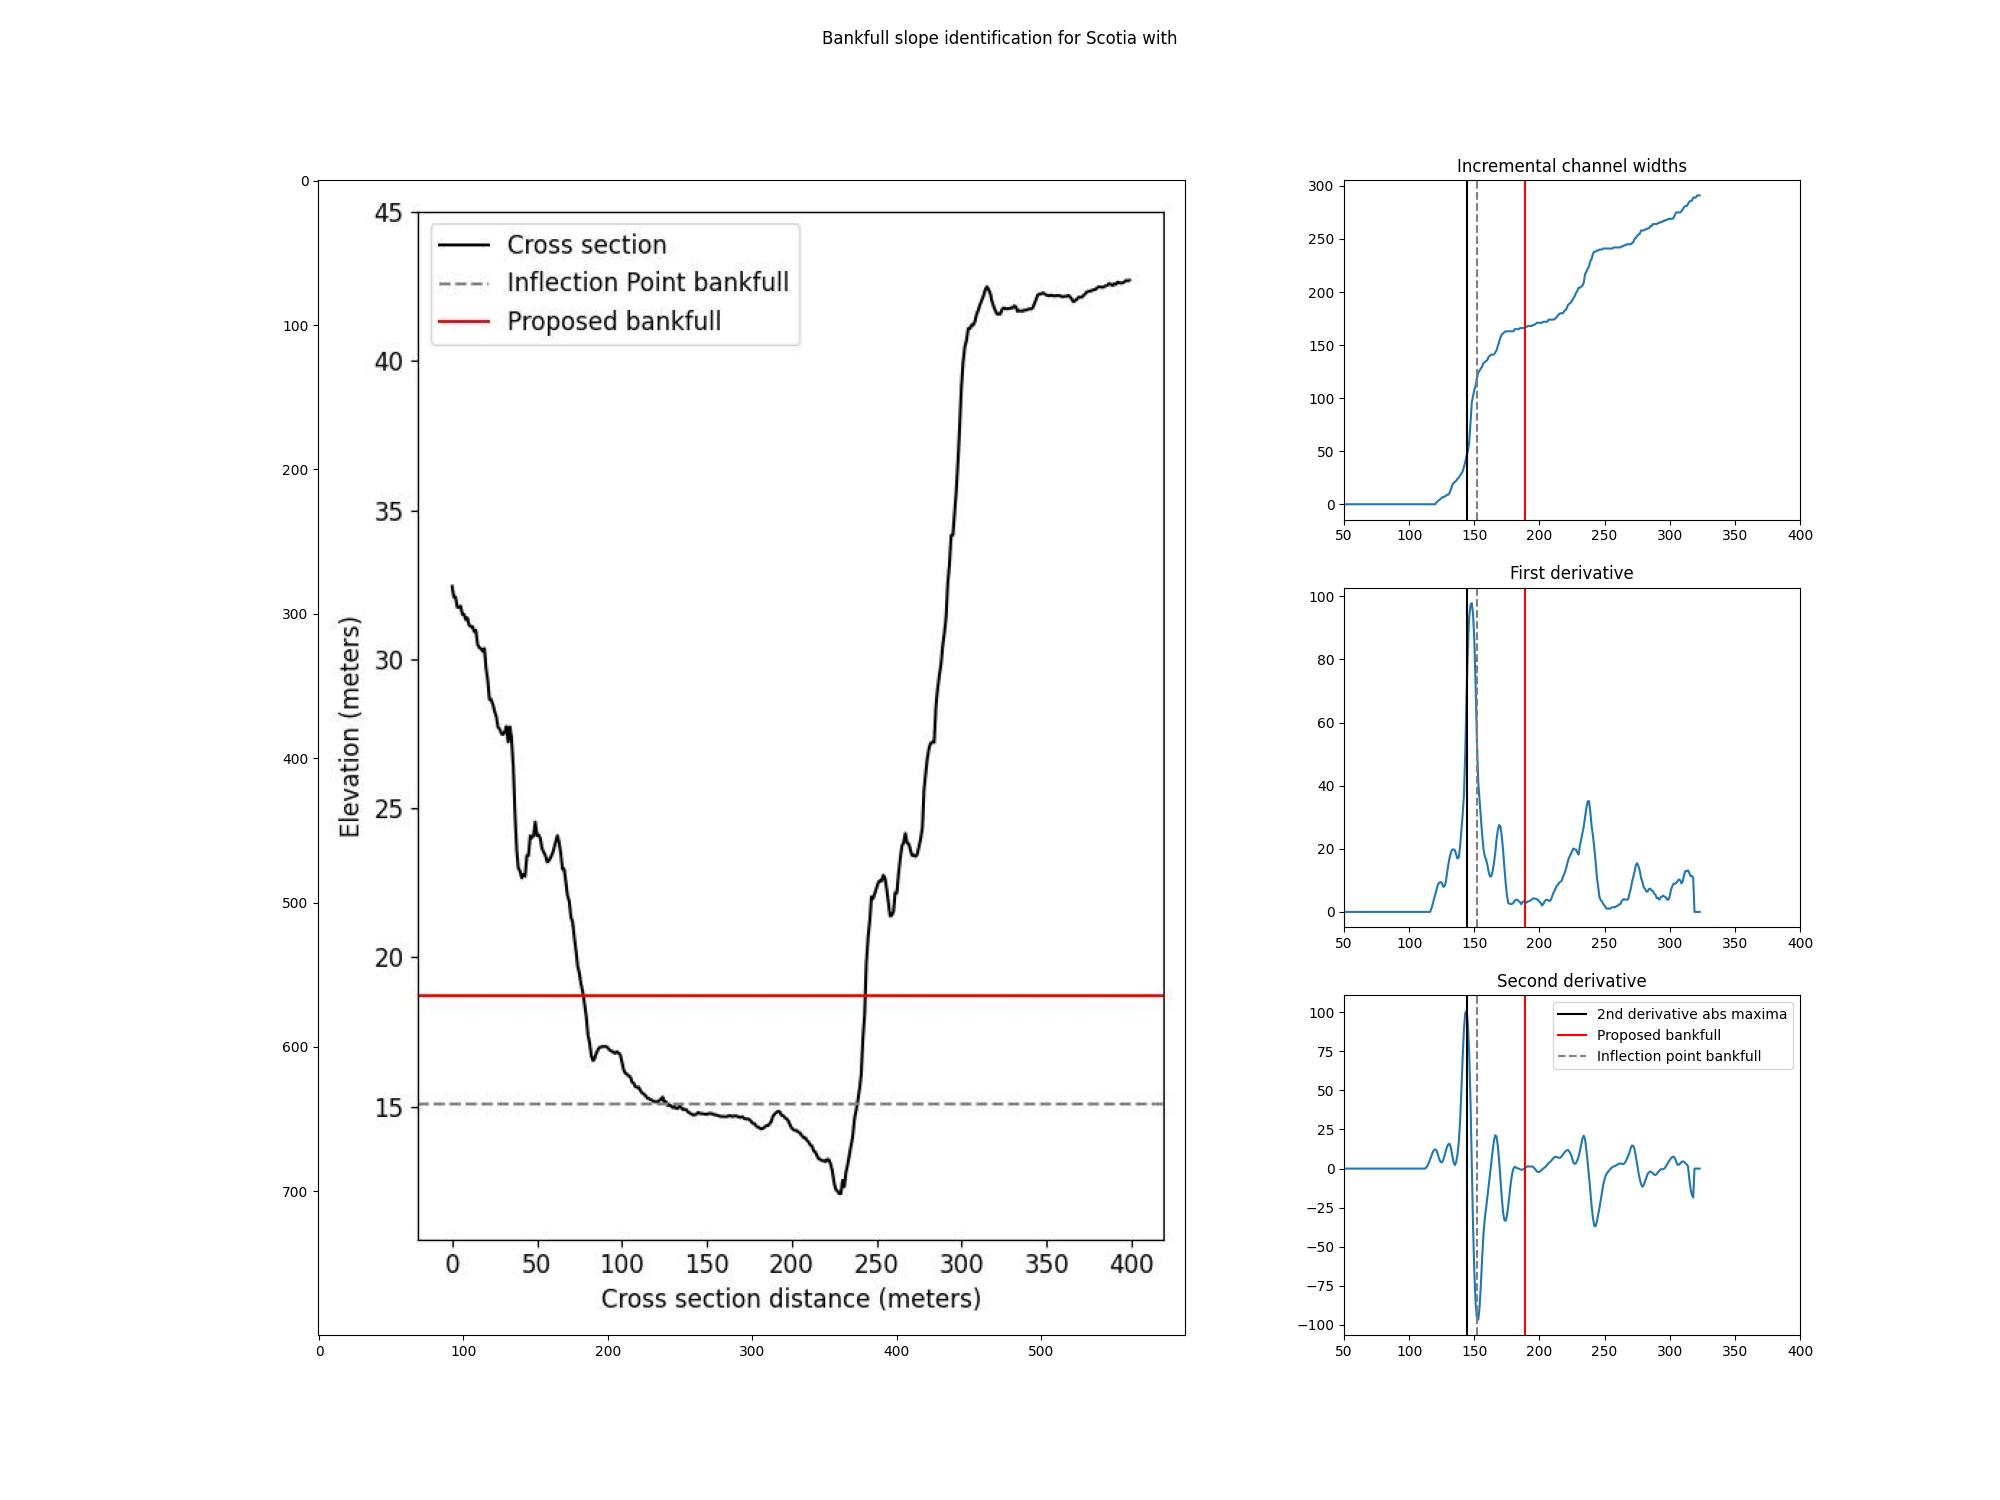 Bankfull slope identification for Scotia with
0
100
200
300
400
500
600
700
0
100
200
300
400
500
45
40
35
30
25
20
15
Elevation (meters)
Cross section
Inflection Point bankfull
Proposed bankfull
0 50 100 150 200 250 300 350 400
Cross section distance (meters)
Incremental channel widths
300
250
200
150
100
50
0
50 100 150 200 250 300 350 400
First derivative
100
80
60
40
20
0
50 100 150 200 250 300 350 400
Second derivative
100
75
50
25
0
−25
−50
−75
−100
2nd derivative abs maxima
Proposed bankfull
Inflection point bankfull
50 100 150 200 250 300 350 400